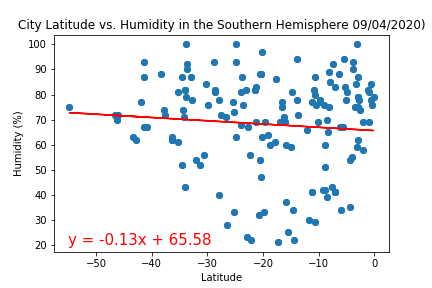 City Latitude vs. Humidity in the Southern Hemisphere 09/04/2020)
100
90
80
70
60
50
40
30
20
Humidity (%)
y = -0.13x + 65.58
−50 −40 −30 −20 −10 0
Latitude